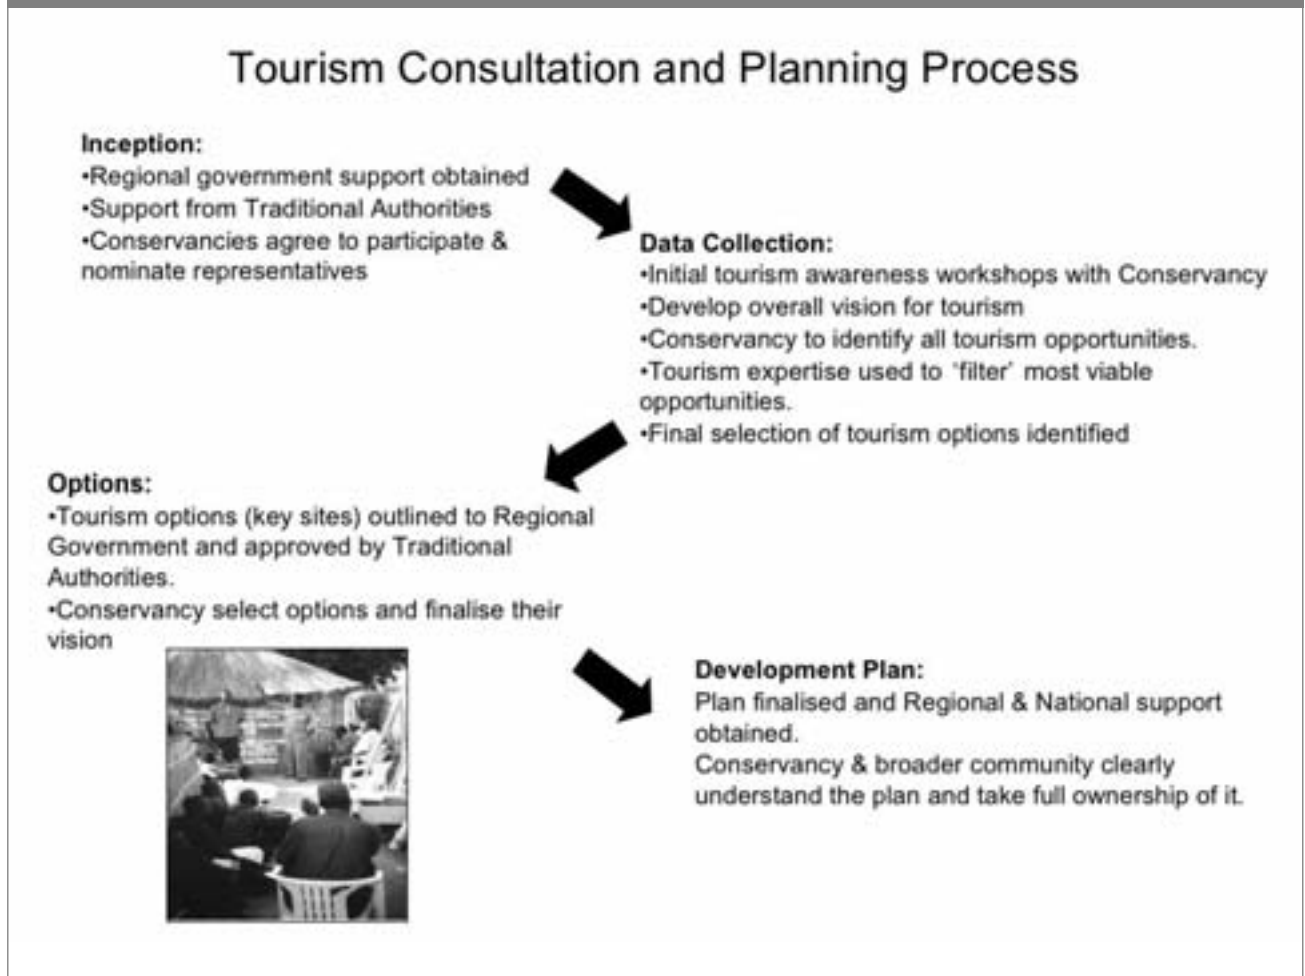 Tourism Consultation and Planning Process
Inception:
•Regional government support obtained
•Support from Traditional Authorities
•Conservancies agree to participate &
nominate representatives
Data Collection:
•Initial tourism awareness workshops with Conservancy
•Develop overall vision for tourism
•Conservancy to identify all tourism opportunities.
•Tourism expertise used to ‘filter’ most viable
opportunities.
•Final selection of tourism options identified
Options:
•Tourism options (key sites) outlined to Regional
Government and approved by Traditional
Authorities.
•Conservancy select options and finalise their
vision
Development Plan:
Plan finalised and Regional & National support
obtained.
Conservancy & broader community clearly
understand the plan and take full ownership of it.